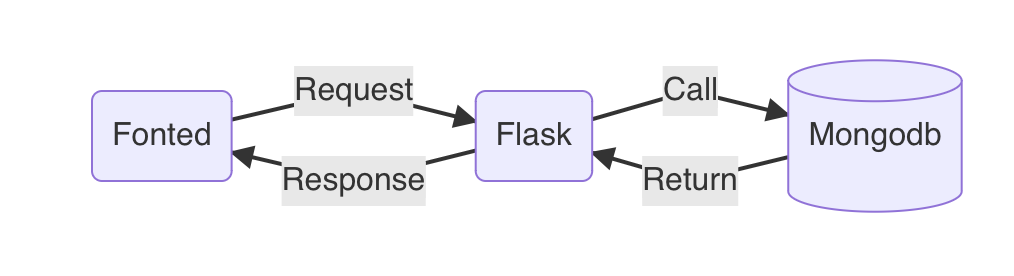 Fonted
Request
Response
Flask
Call
Return
Mongodb